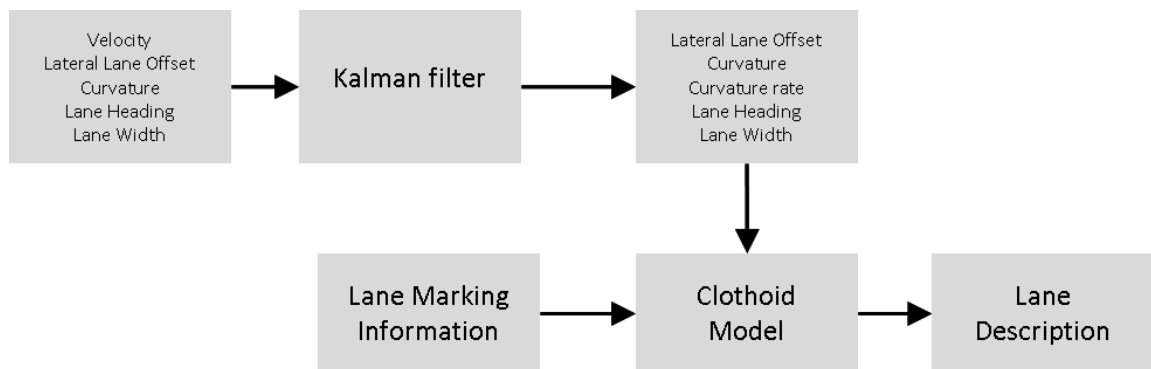 Velocity
Lateral Lane Offset
Curvature
Lane Heading
Lane Width
Kalman filter
Lateral Lane Offset
Curvature
Curvature rate
Lane Heading
Lane Width
Lane Marking
Information
Clothoid
Model
Lane
Description